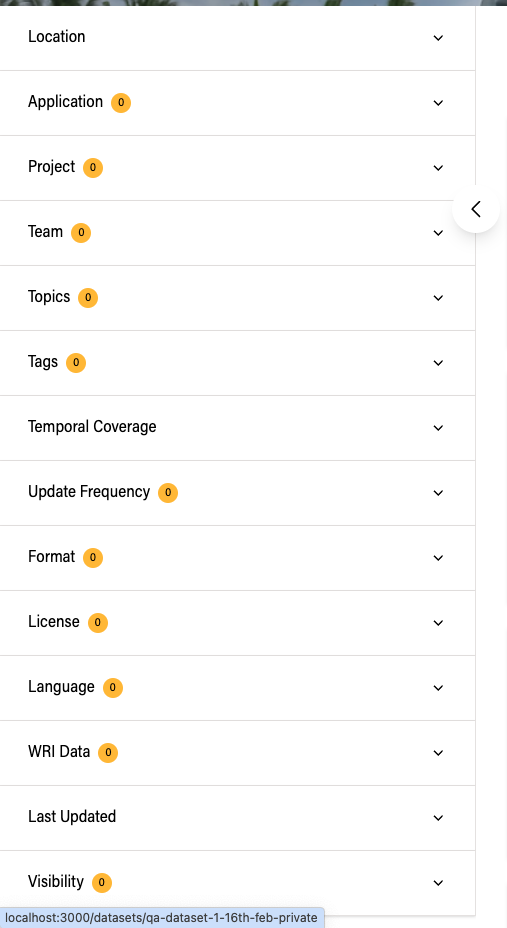 Location
Application 0
Project 0
Team 0
Topics 0
Tags 0
Temporal Coverage
Update Frequency 0
Format 0
License 0
Language 0
WRI Data 0
Last Updated
Visibility 0
localhost:3000/datasets/qa-dataset-1-16th-feb-private